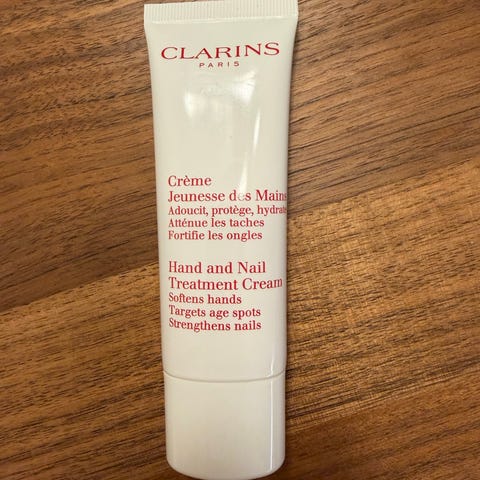 CLARINS
PARIS
Crème
Jeunesse des Mains
Adoucit, protège, hydrate
Atténue les taches
Fortifie les ongles
Hand and Nail
Treatment Cream
Softens hands
Targets age spots
Strengthens nails